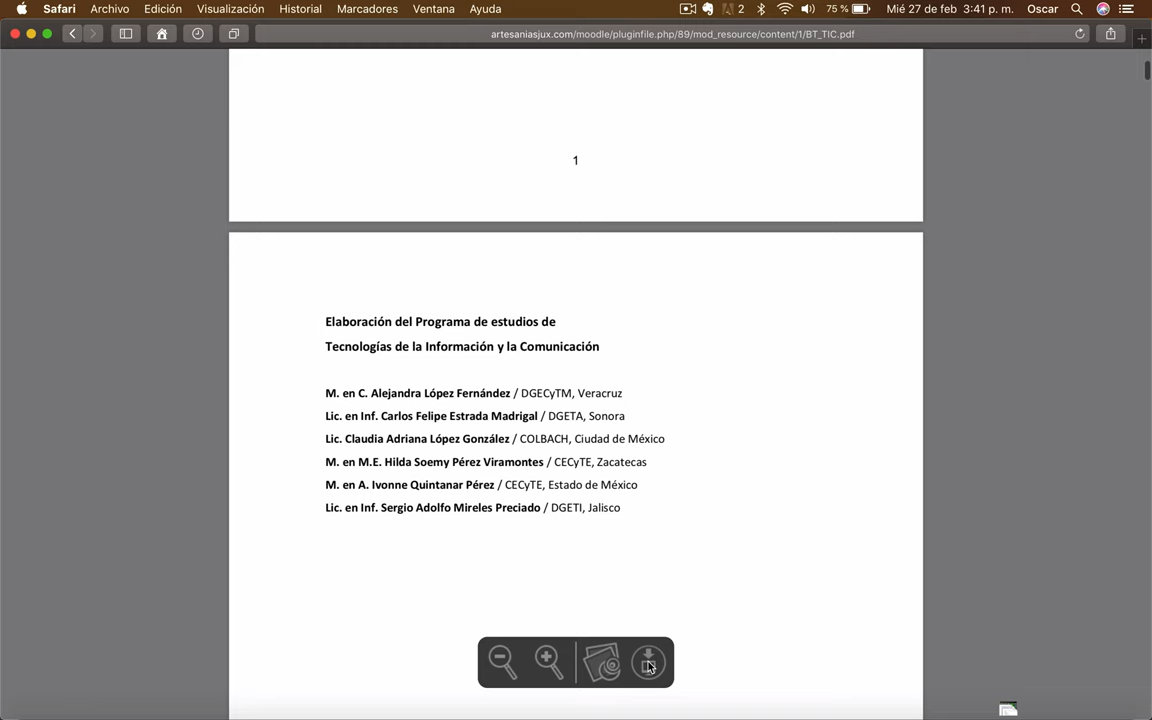 Safari Archivo Edición Visualización Historial Marcadores Ventana Ayuda 2 75 % Mié 27 de feb 3:41 p. m. Oscar
artesaniasjux.com/moodle/pluginfile.php/89/mod_resource/content/1/BT_TIC.pdf
1
Elaboración del Programa de estudios de
Tecnologías de la Información y la Comunicación
M. en C. Alejandra López Fernández / DGECyTM, Veracruz
Lic. en Inf. Carlos Felipe Estrada Madrigal / DGETA, Sonora
Lic. Claudia Adriana López González / COLBACH, Ciudad de México
M. en M.E. Hilda Soemy Pérez Viramontes / CECyTE, Zacatecas
M. en A. Ivonne Quintanar Pérez / CECyTE, Estado de México
Lic. en Inf. Sergio Adolfo Mireles Preciado / DGETI, Jalisco